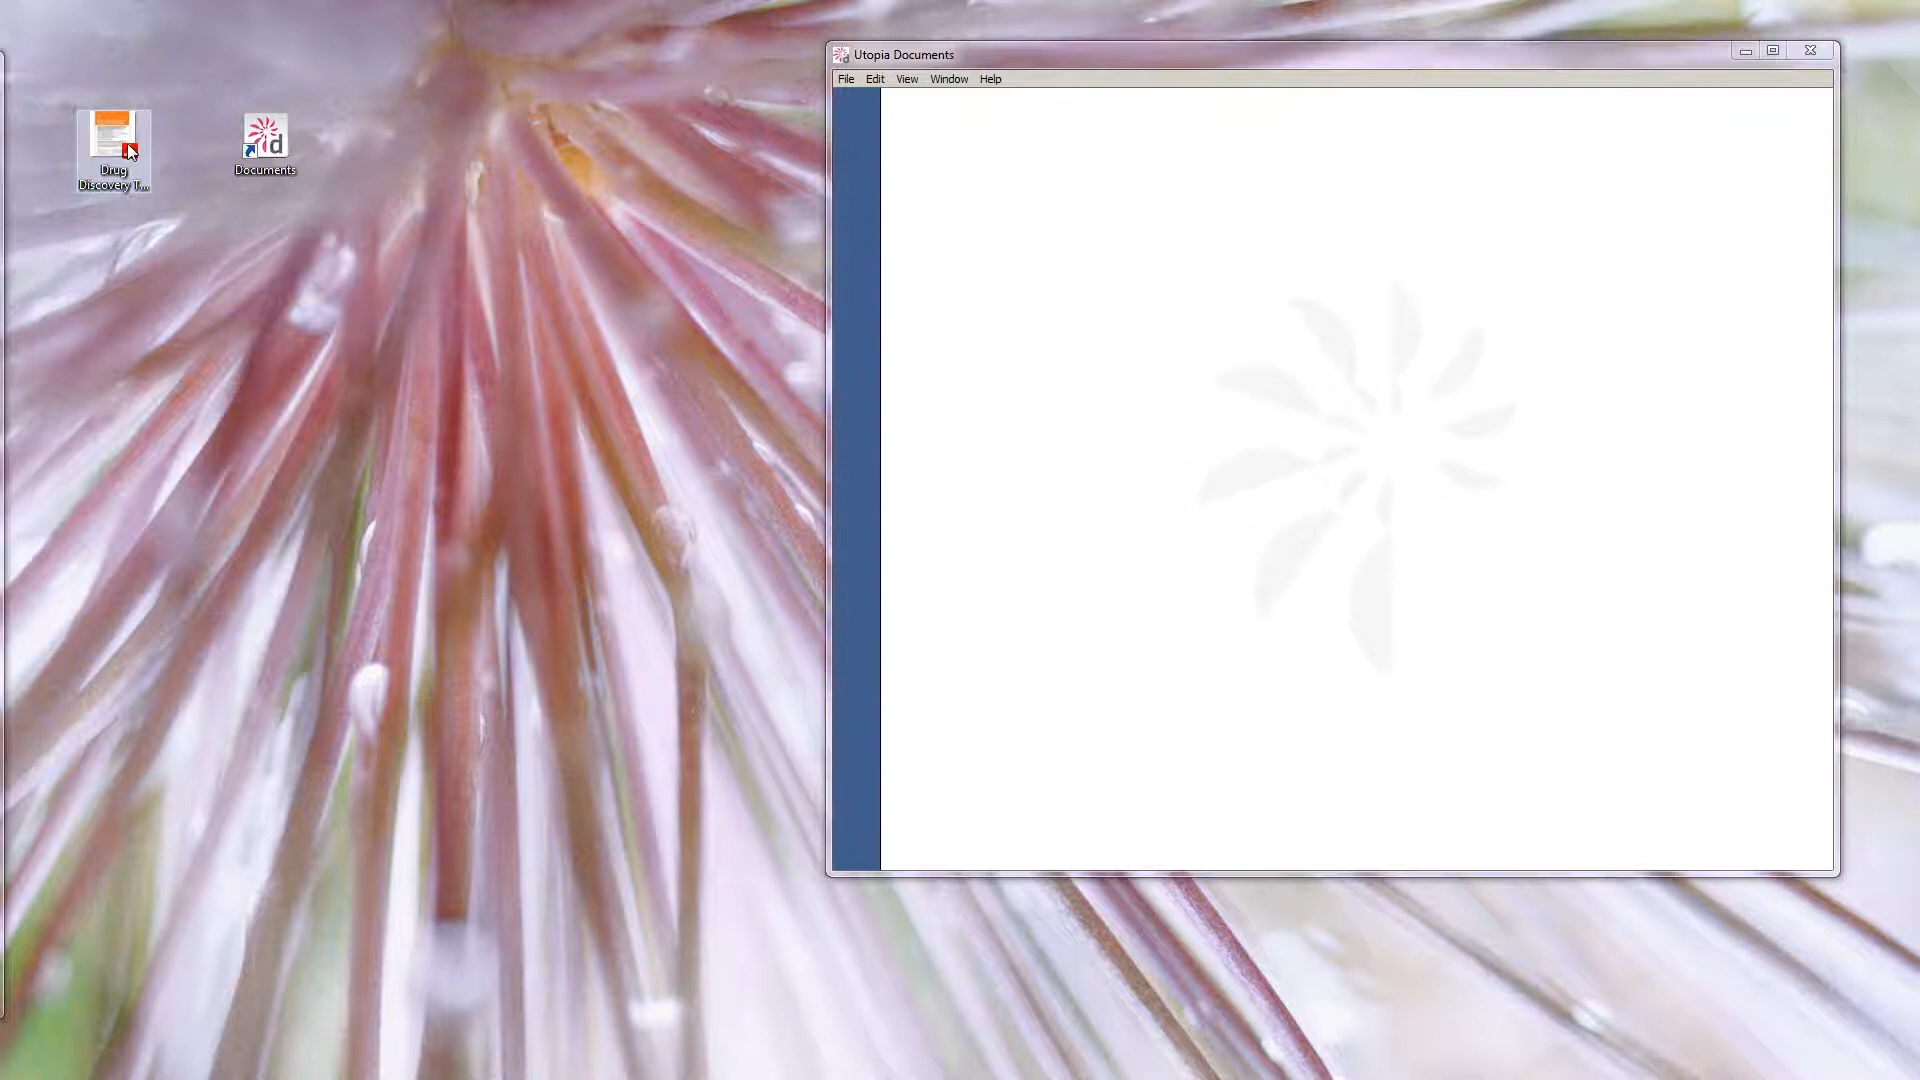 Utopia Documents
File Edit View Window Help
Drug
Discovery T...
d
Documents